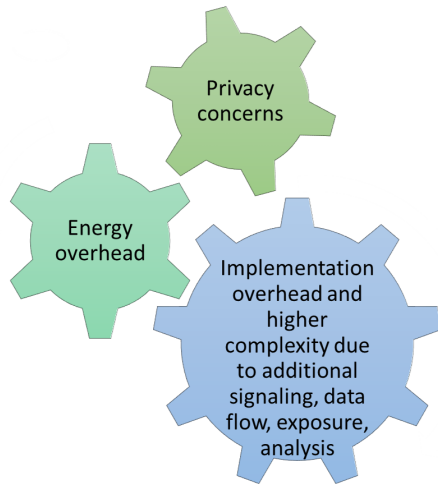 Privacy
concerns
Energy
overhead
Implementation
overhead and
higher
complexity due
to additional
signaling, data
flow, exposure,
analysis